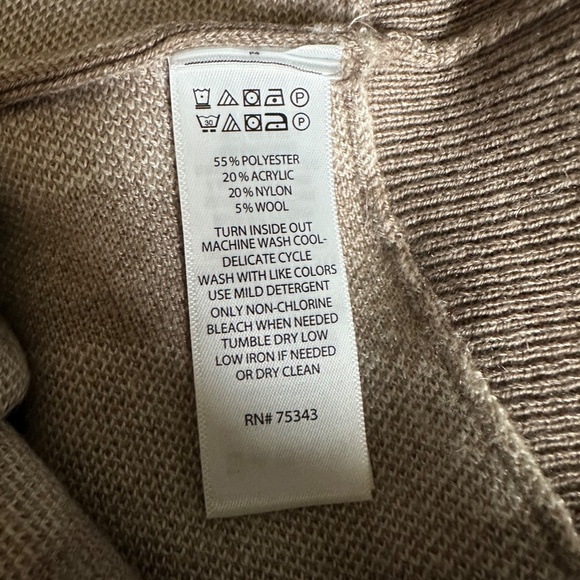 P
30 P
55% POLYESTER
20% ACRYLIC
20% NYLON
5% WOOL
TURN INSIDE OUT
MACHINE WASH COOL-
DELICATE CYCLE
WASH WITH LIKE COLORS
USE MILD DETERGENT
ONLY NON-CHLORINE
BLEACH WHEN NEEDED
TUMBLE DRY LOW
LOW IRON IF NEEDED
OR DRY CLEAN
RN# 75343